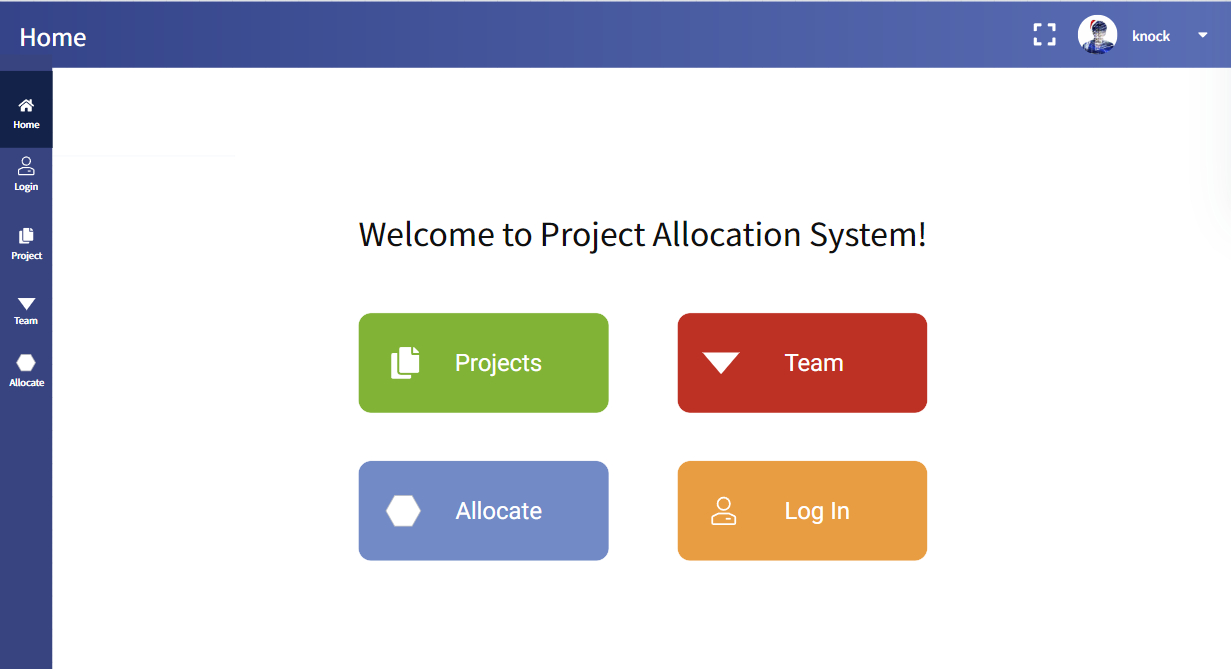 Home
knock
Home
Login
Project
Team
Allocate
Welcome to Project Allocation System!
Projects
Team
Allocate
Log In